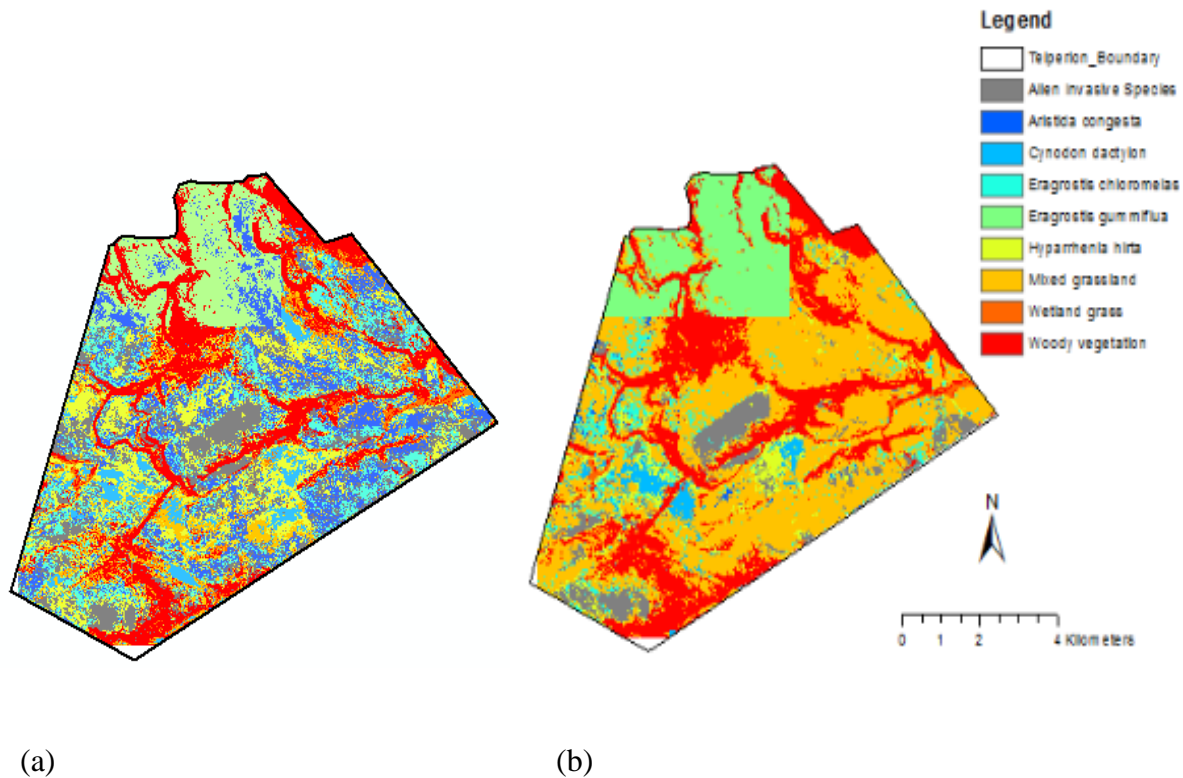 Legend
Telperion_Boundary
Alien Invasive Species
Aristida congesta
Cynodon dactylon
Eragrostis chloromelas
Eragrostis gummiflua
Hyparrhenia hirta
Mixed grassland
Wetland grass
Woody vegetation
N
0 1 2 4 Kilometers
(a) (b)